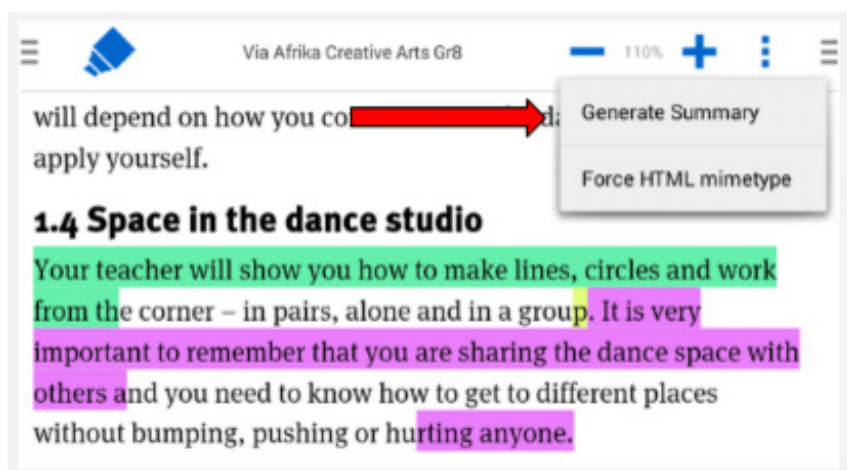 Via Afrika Creative Arts Gr8 110%
Generate Summary
Force HTML mimetype
will depend on how you
apply yourself.
1.4 Space in the dance studio
Your teacher will show you how to make lines, circles and work
from the corner – in pairs, alone and in a group. It is very
important to remember that you are sharing the dance space with
others and you need to know how to get to different places
without bumping, pushing or hurting anyone.